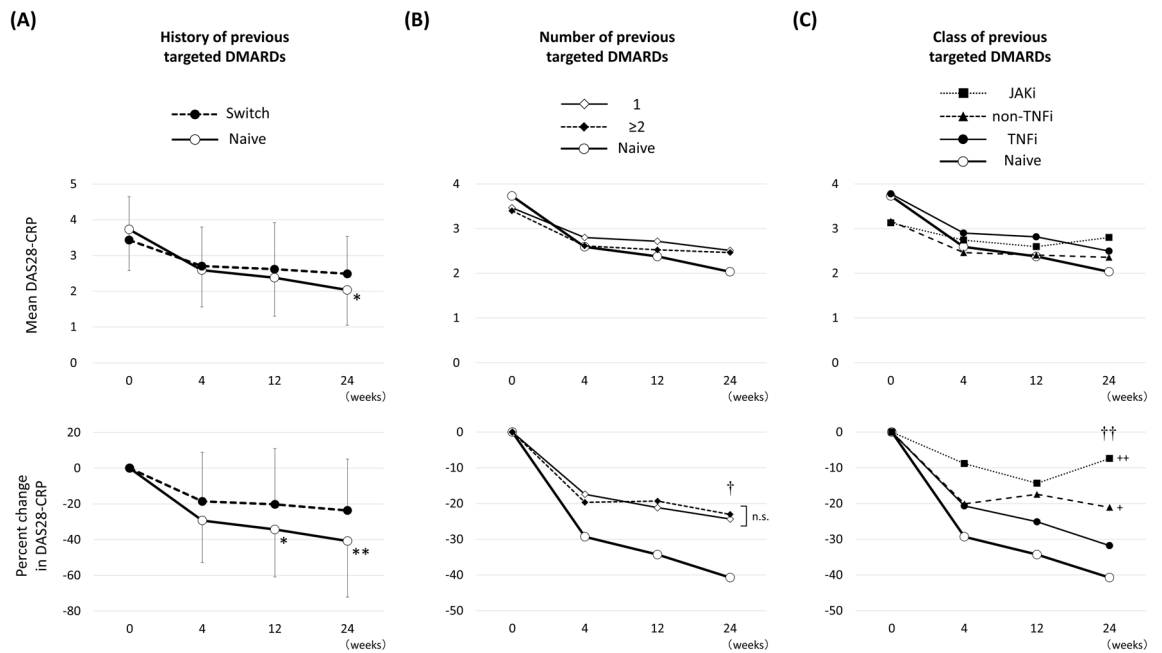 (A)
History of previous
targeted DMARDs
Switch
Naive
Mean DAS28-CRP
5
4
3
2
1
0
*
0 4 12 24
(weeks)
Percent change
in DAS28-CRP
20
0
-20
-40
-60
-80
*
**
0 4 12 24
(weeks)
(B)
Number of previous
targeted DMARDs
1
≥2
Naive
4
3
2
1
0
0 4 12 24
(weeks)
0
-10
-20
-30
-40
-50
†
n.s.
0 4 12 24
(weeks)
(C)
Class of previous
targeted DMARDs
JAKi
non-TNFi
TNFi
Naive
4
3
2
1
0
0 4 12 24
(weeks)
0
-10
-20
-30
-40
-50
††
++
+
0 4 12 24
(weeks)